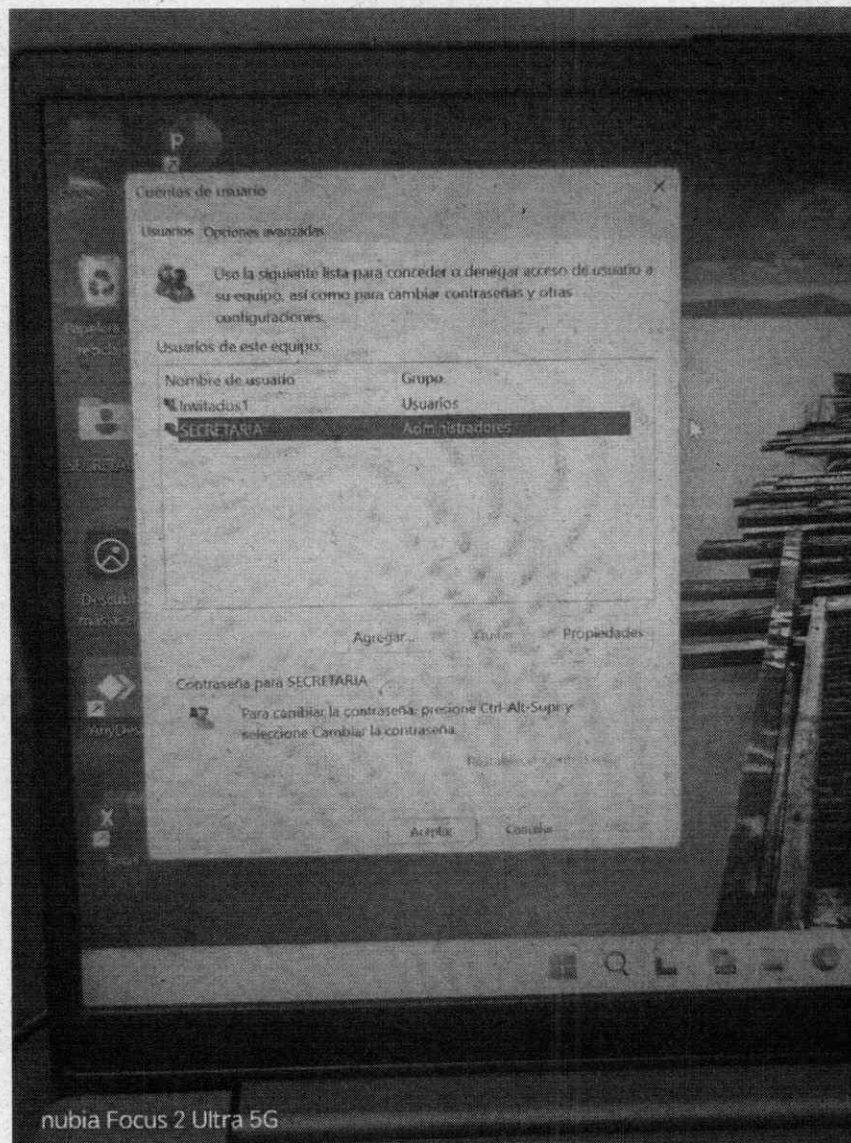 P
Cuentas de usuario
Usuarios Opciones avanzadas
Use la siguiente lista para conceder o denegar acceso de usuario a
su equipo, así como para cambiar contraseñas y otras
configuraciones.
Usuarios de este equipo:
Nombre de usuario Grupo
Invitados1 Usuarios
SECRETARIA Administradores
Agregar... Quitar Propiedades
Contraseña para SECRETARIA
Para cambiar la contraseña, presione Ctrl-Alt-Supr y
seleccione Cambiar la contraseña.
Aceptar Cancelar
X
nubia Focus 2 Ultra 5G